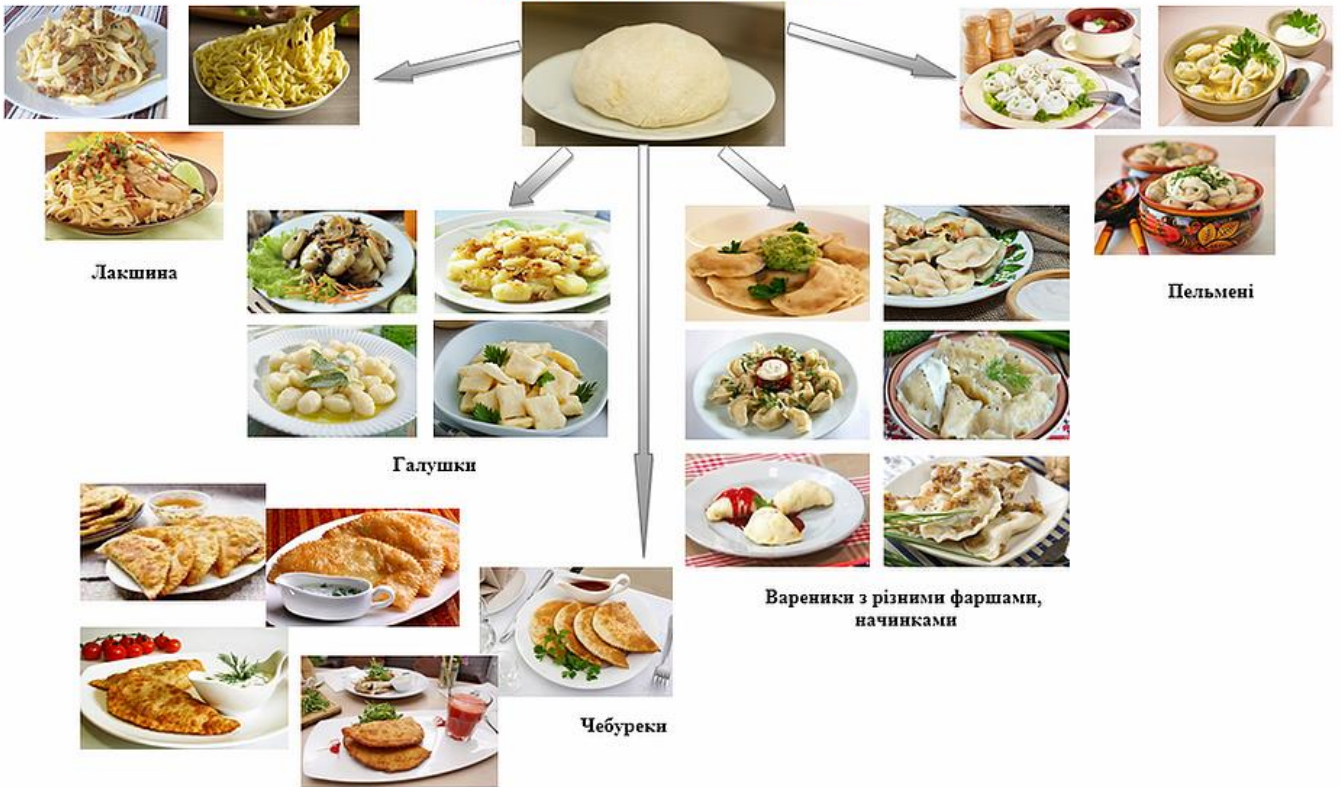 Лакшина
Пельмені
Галушки
Вареники з різними фаршами,
начинками
Чебуреки